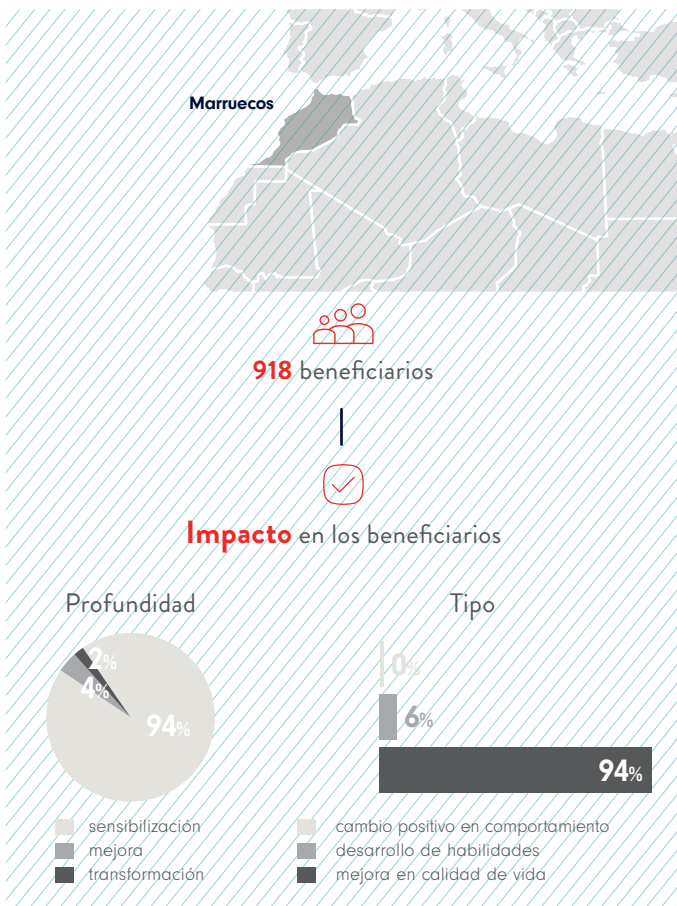 Marruecos
918 beneficiarios
Impacto en los beneficiarios
Profundidad
2%
4%
94%
sensibilización
mejora
transformación
Tipo
0%
6%
94%
cambio positivo en comportamiento
desarrollo de habilidades
mejora en calidad de vida